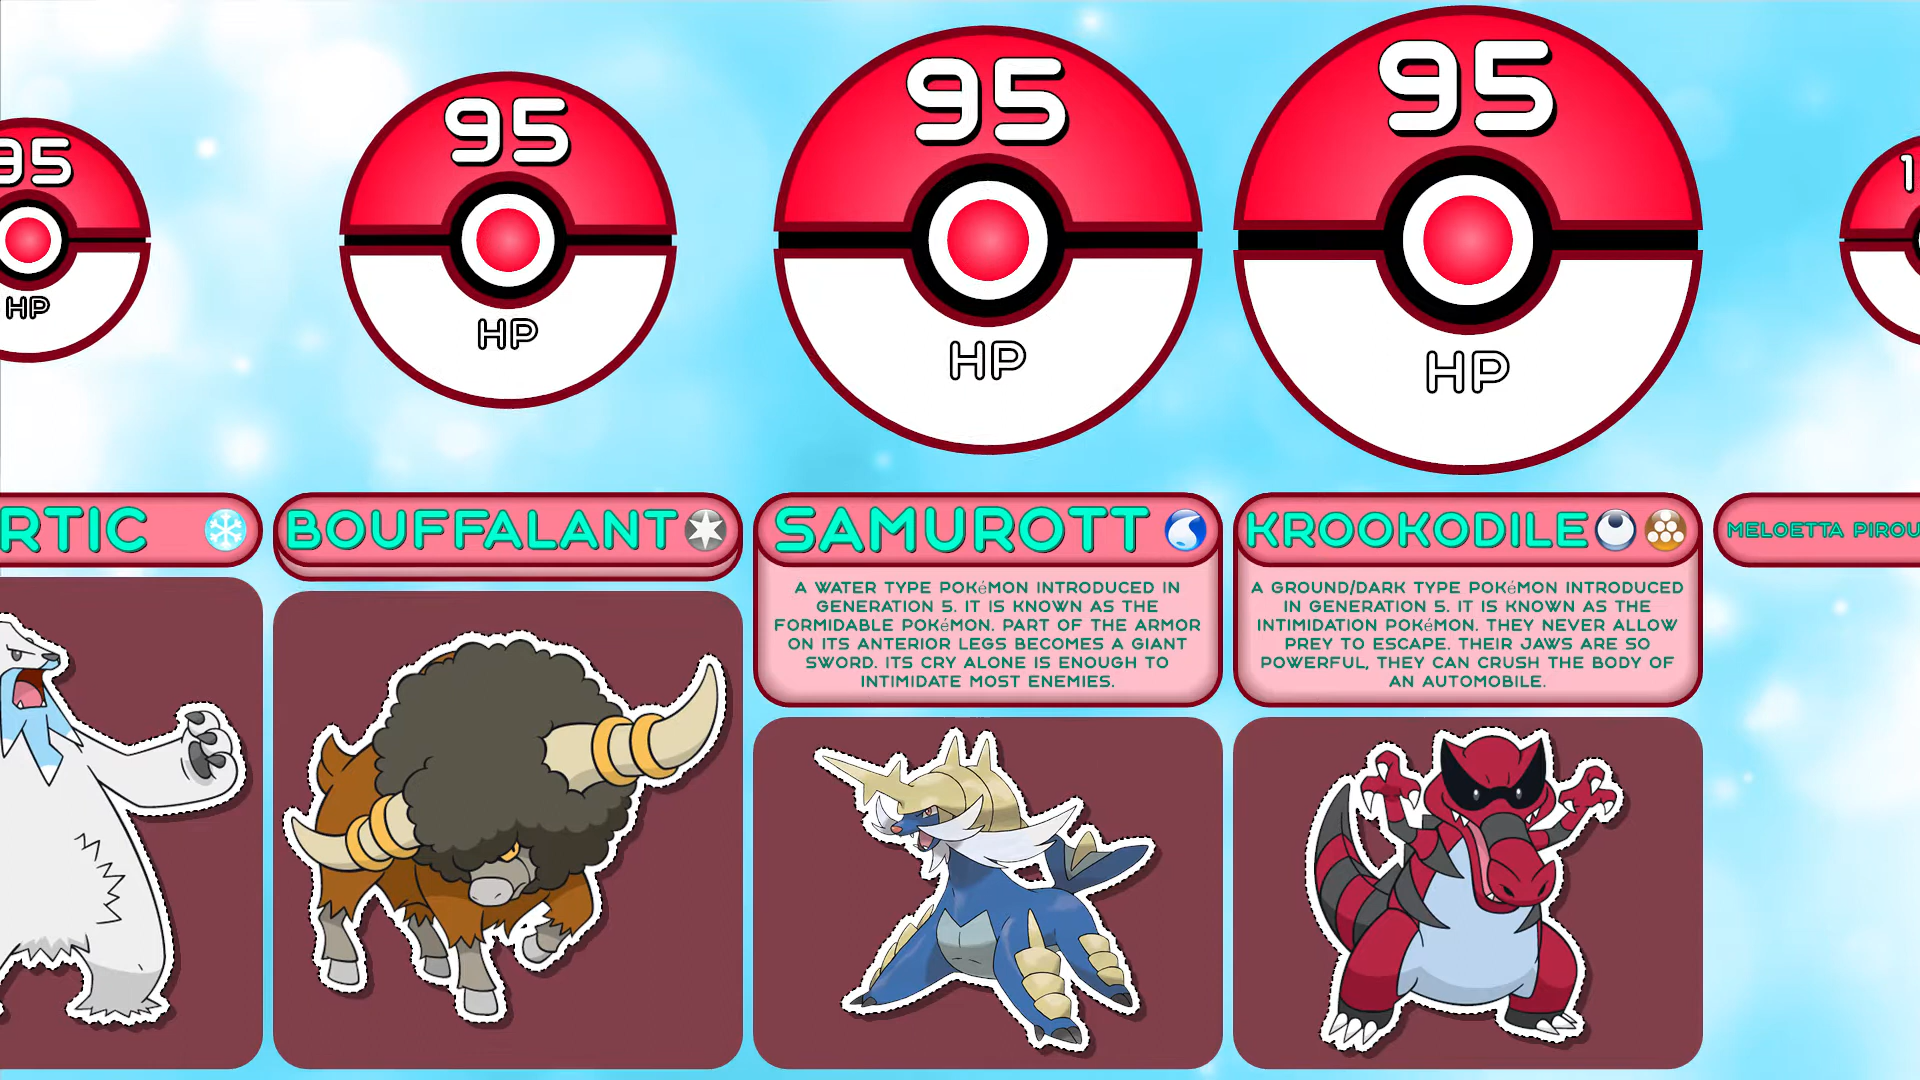 95
HP
RTIC
95
HP
BOUFFALANT
95
HP
SAMUROTT
A WATER TYPE POKéMON INTRODUCED IN
GENERATION 5. IT IS KNOWN AS THE
FORMIDABLE POKéMON. PART OF THE ARMOR
ON ITS ANTERIOR LEGS BECOMES A GIANT
SWORD. ITS CRY ALONE IS ENOUGH TO
INTIMIDATE MOST ENEMIES.
95
HP
KROOKODILE
A GROUND/DARK TYPE POKéMON INTRODUCED
IN GENERATION 5. IT IS KNOWN AS THE
INTIMIDATION POKéMON. THEY NEVER ALLOW
PREY TO ESCAPE. THEIR JAWS ARE SO
POWERFUL, THEY CAN CRUSH THE BODY OF
AN AUTOMOBILE.
1
MELOETTA PIROU